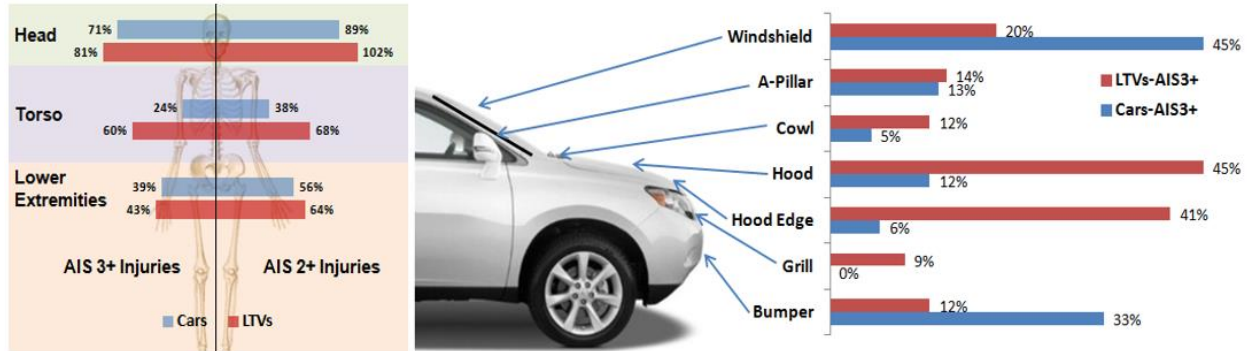 Head
71%
89%
81%
102%
Torso
24%
38%
60%
68%
Lower
Extremities
39%
56%
43%
64%
AIS 3+ Injuries
AIS 2+ Injuries
Cars
LTVs
Windshield
A-Pillar
Cowl
Hood
Hood Edge
Grill
Bumper
20%
45%
14%
13%
12%
5%
45%
12%
41%
6%
9%
0%
12%
33%
LTVs-AIS3+
Cars-AIS3+